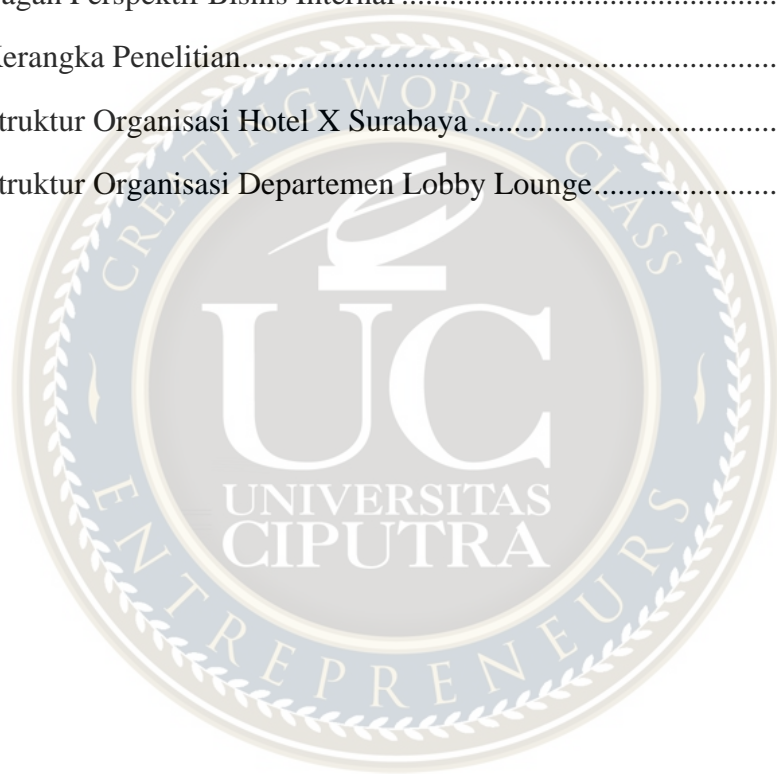 agan Perspektif Bisnis Internal ..................................................
Kerangka Penelitian......................................................................
truktur Organisasi Hotel X Surabaya ........................................
truktur Organisasi Departemen Lobby Lounge........................
CREATING WORLD CLASS
UC
UNIVERSITAS
CIPUTRA
ENTREPRENEURS